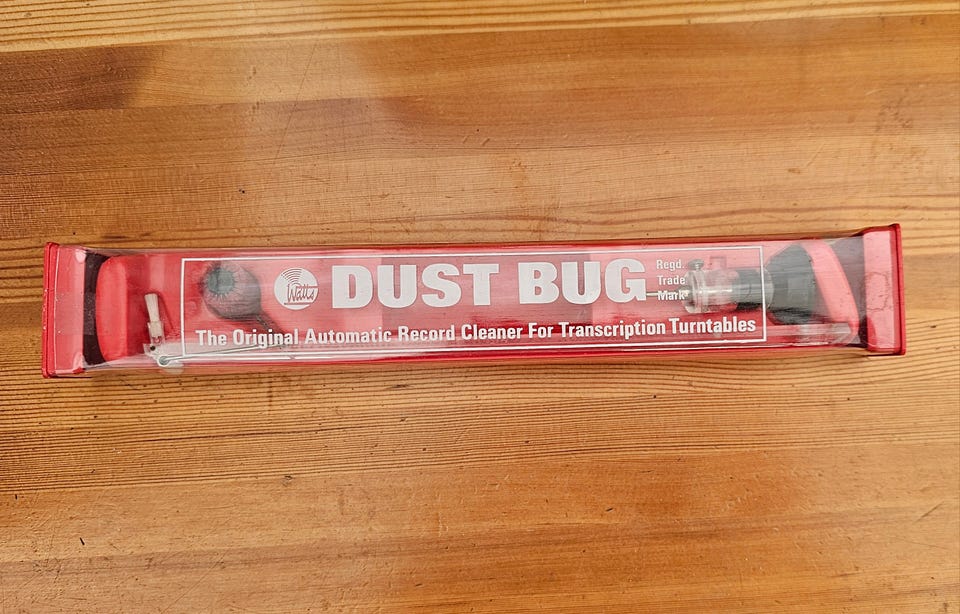 Watts
DUST BUG
Regd.
Trade
Mark
The Original Automatic Record Cleaner For Transcription Turntables